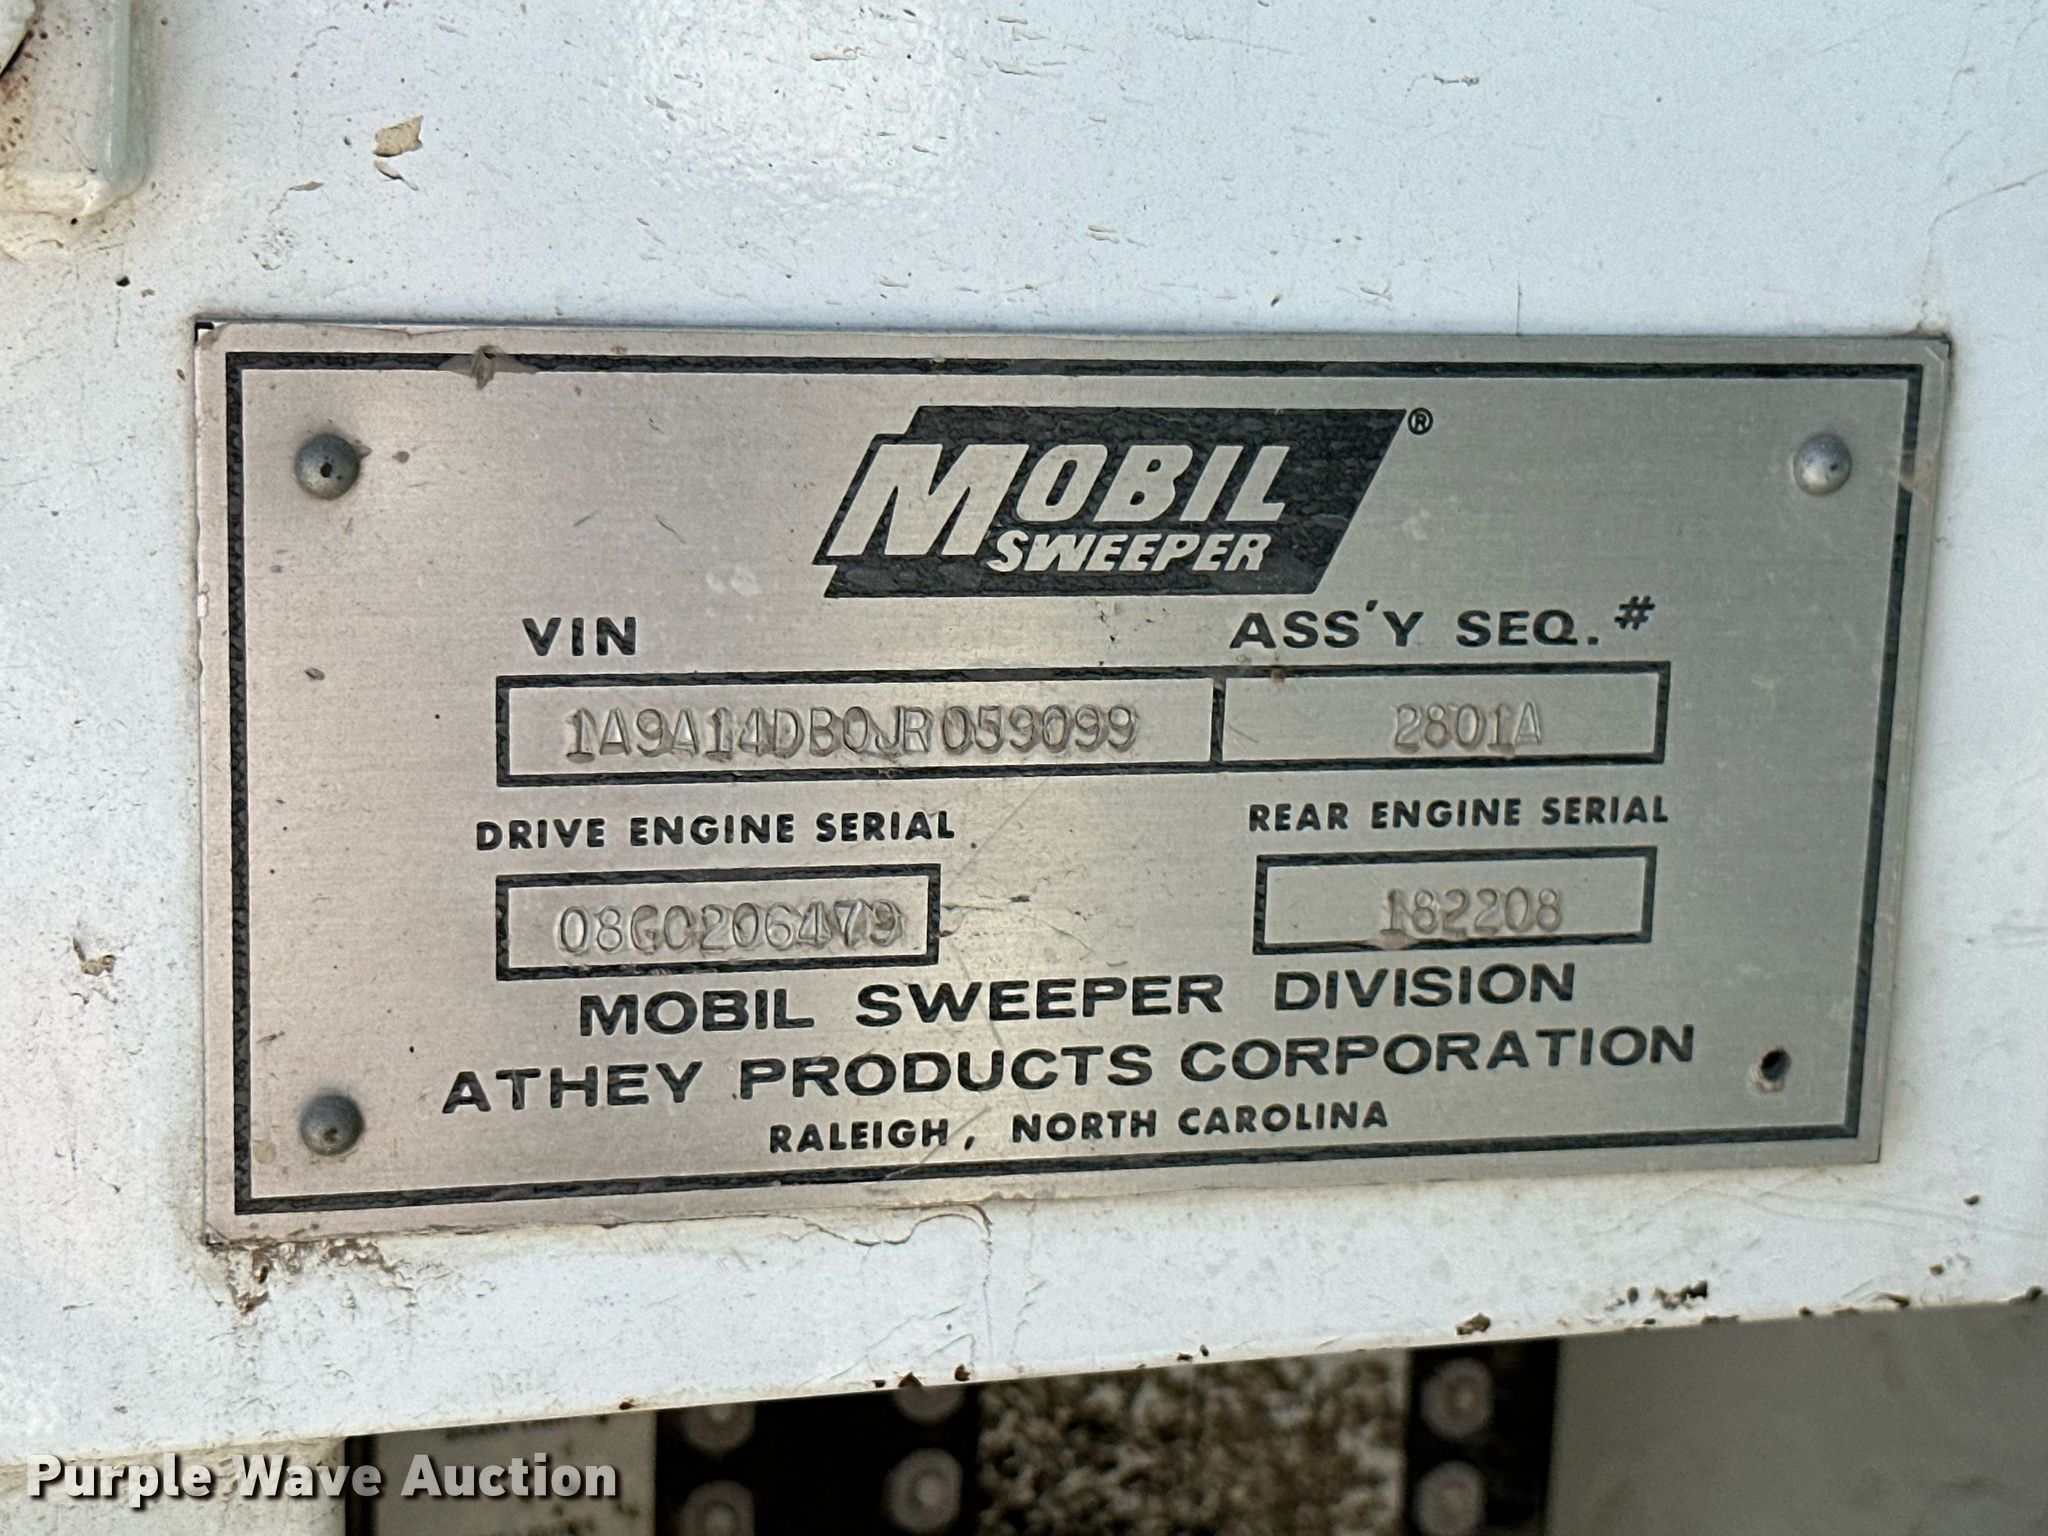 MOBIL ®
SWEEPER
VIN ASS'Y SEQ. #
1A9A14DB0JR059099 2801A
DRIVE ENGINE SERIAL REAR ENGINE SERIAL
08GC206479 182208
MOBIL SWEEPER DIVISION
ATHEY PRODUCTS CORPORATION
RALEIGH, NORTH CAROLINA
Purple Wave Auction